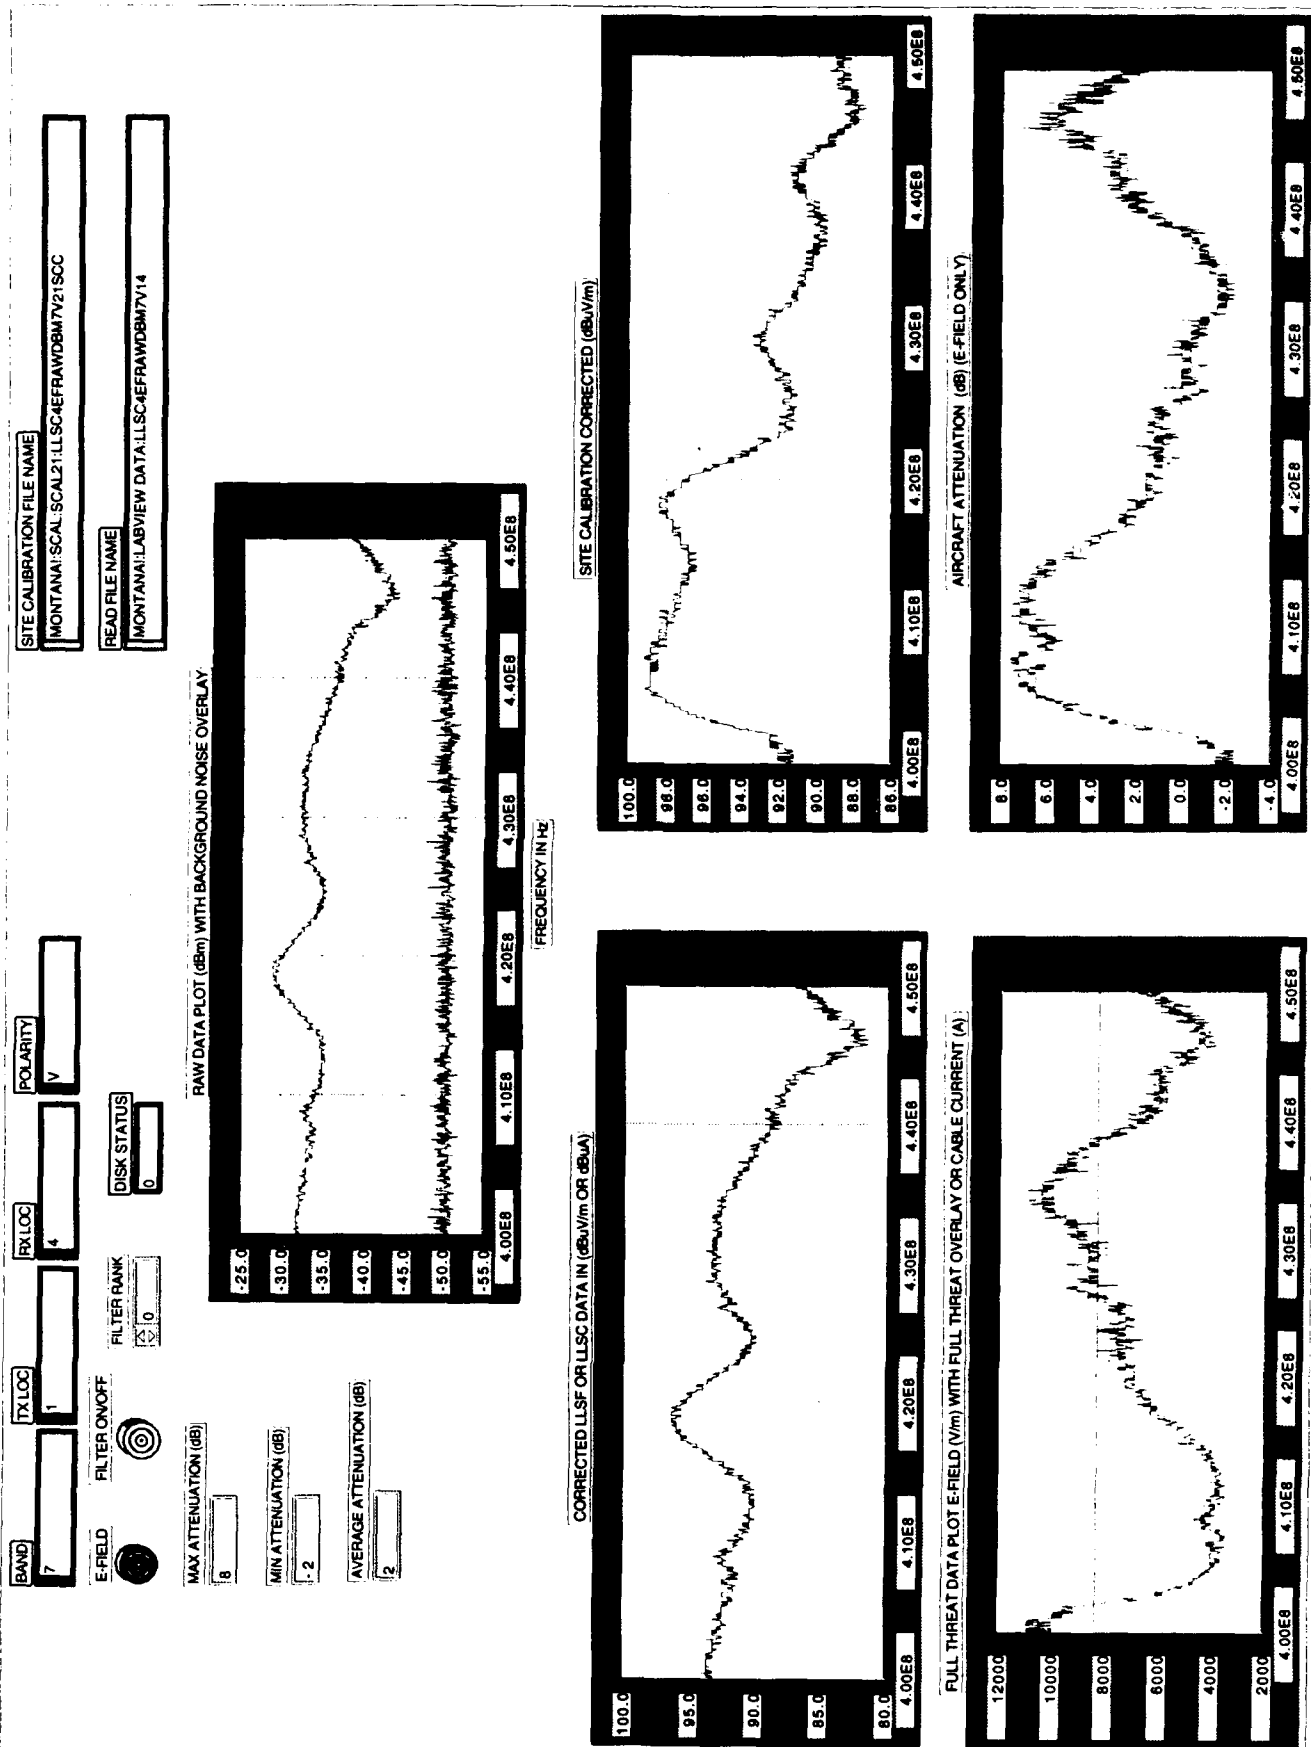 BAND
7
TX LOC
1
RX LOC
4
POLARITY
V
SITE CALIBRATION FILE NAME
MONTANAI:SCAL:SCAL21:LLSC4EFRAWDBM7V21SCC
E-FIELD
FILTER ON/OFF
FILTER RANK
0
DISK STATUS
0
READ FILE NAME
MONTANAI:LABVIEW DATA:LLSC4EFRAWDBM7V14
MAX ATTENUATION (dB)
8
MIN ATTENUATION (dB)
-2
AVERAGE ATTENUATION (dB)
2
RAW DATA PLOT (dBm) WITH BACKGROUND NOISE OVERLAY
-25.0
-30.0
-35.0
-40.0
-45.0
-50.0
-55.0
4.00E8 4.10E8 4.20E8 4.30E8 4.40E8 4.50E8
FREQUENCY IN Hz
CORRECTED LLSF OR LLSC DATA IN (dBuV/m OR dBuA)
100.0
95.0
90.0
85.0
80.0
4.00E8 4.10E8 4.20E8 4.30E8 4.40E8 4.50E8
SITE CALIBRATION CORRECTED (dBuV/m)
100.0
98.0
96.0
94.0
92.0
90.0
88.0
86.0
4.00E8 4.10E8 4.20E8 4.30E8 4.40E8 4.50E8
FULL THREAT DATA PLOT E-FIELD (V/m) WITH FULL THREAT OVERLAY OR CABLE CURRENT (A)
12000
10000
8000
6000
4000
2000
4.00E8 4.10E8 4.20E8 4.30E8 4.40E8 4.50E8
AIRCRAFT ATTENUATION (dB) (E-FIELD ONLY)
8.0
6.0
4.0
2.0
0.0
-2.0
-4.0
4.00E8 4.10E8 4.20E8 4.30E8 4.40E8 4.50E8